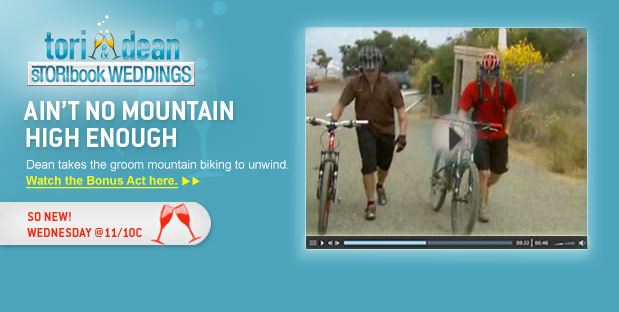 tori & dean
sTORIbook WEDDINGS
AIN'T NO MOUNTAIN
HIGH ENOUGH
Dean takes the groom mountain biking to unwind.
Watch the Bonus Act here.
SO NEW!
WEDNESDAY @11/10C
00:22 00:46